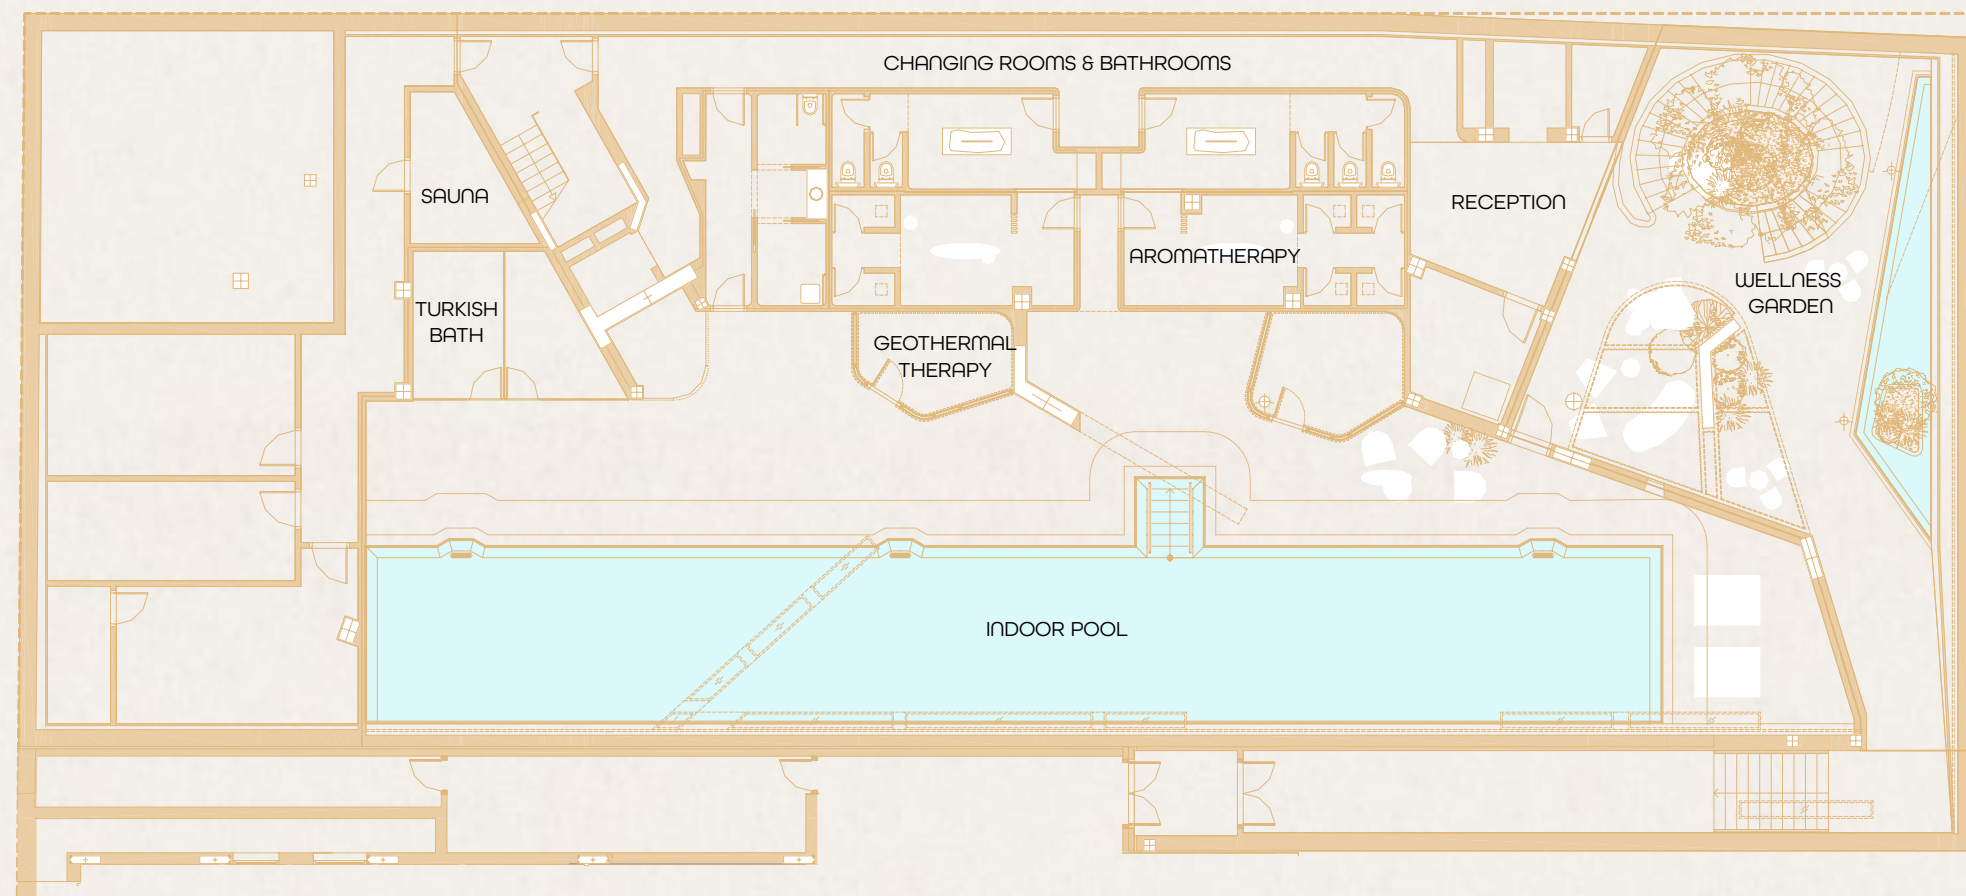 CHANGING ROOMS & BATHROOMS
SAUNA
RECEPTION
AROMATHERAPY
WELLNESS
GARDEN
TURKISH
BATH
GEOTHERMAL
THERAPY
INDOOR POOL